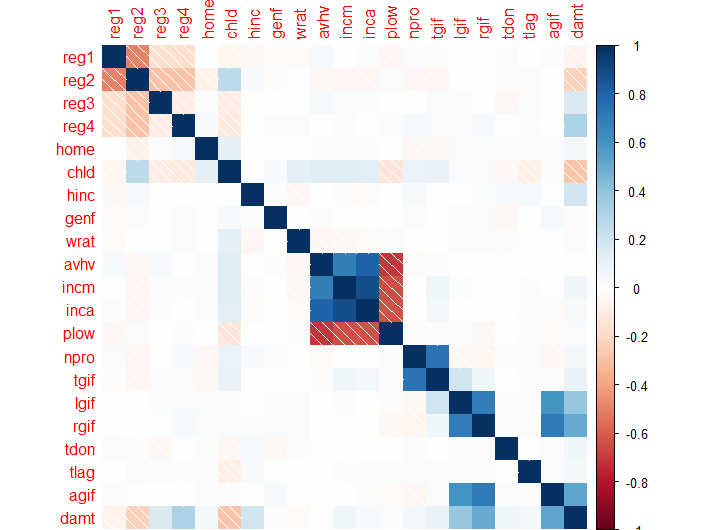 reg1 reg2 reg3 reg4 home chld hinc genf wrat avhv incm inca plow npro tgif lgif rgif tdon tlag agif damt
reg1
reg2
reg3
reg4
home
chld
hinc
genf
wrat
avhv
incm
inca
plow
npro
tgif
lgif
rgif
tdon
tlag
agif
damt
1
0.8
0.6
0.4
0.2
0
-0.2
-0.4
-0.6
-0.8
-1